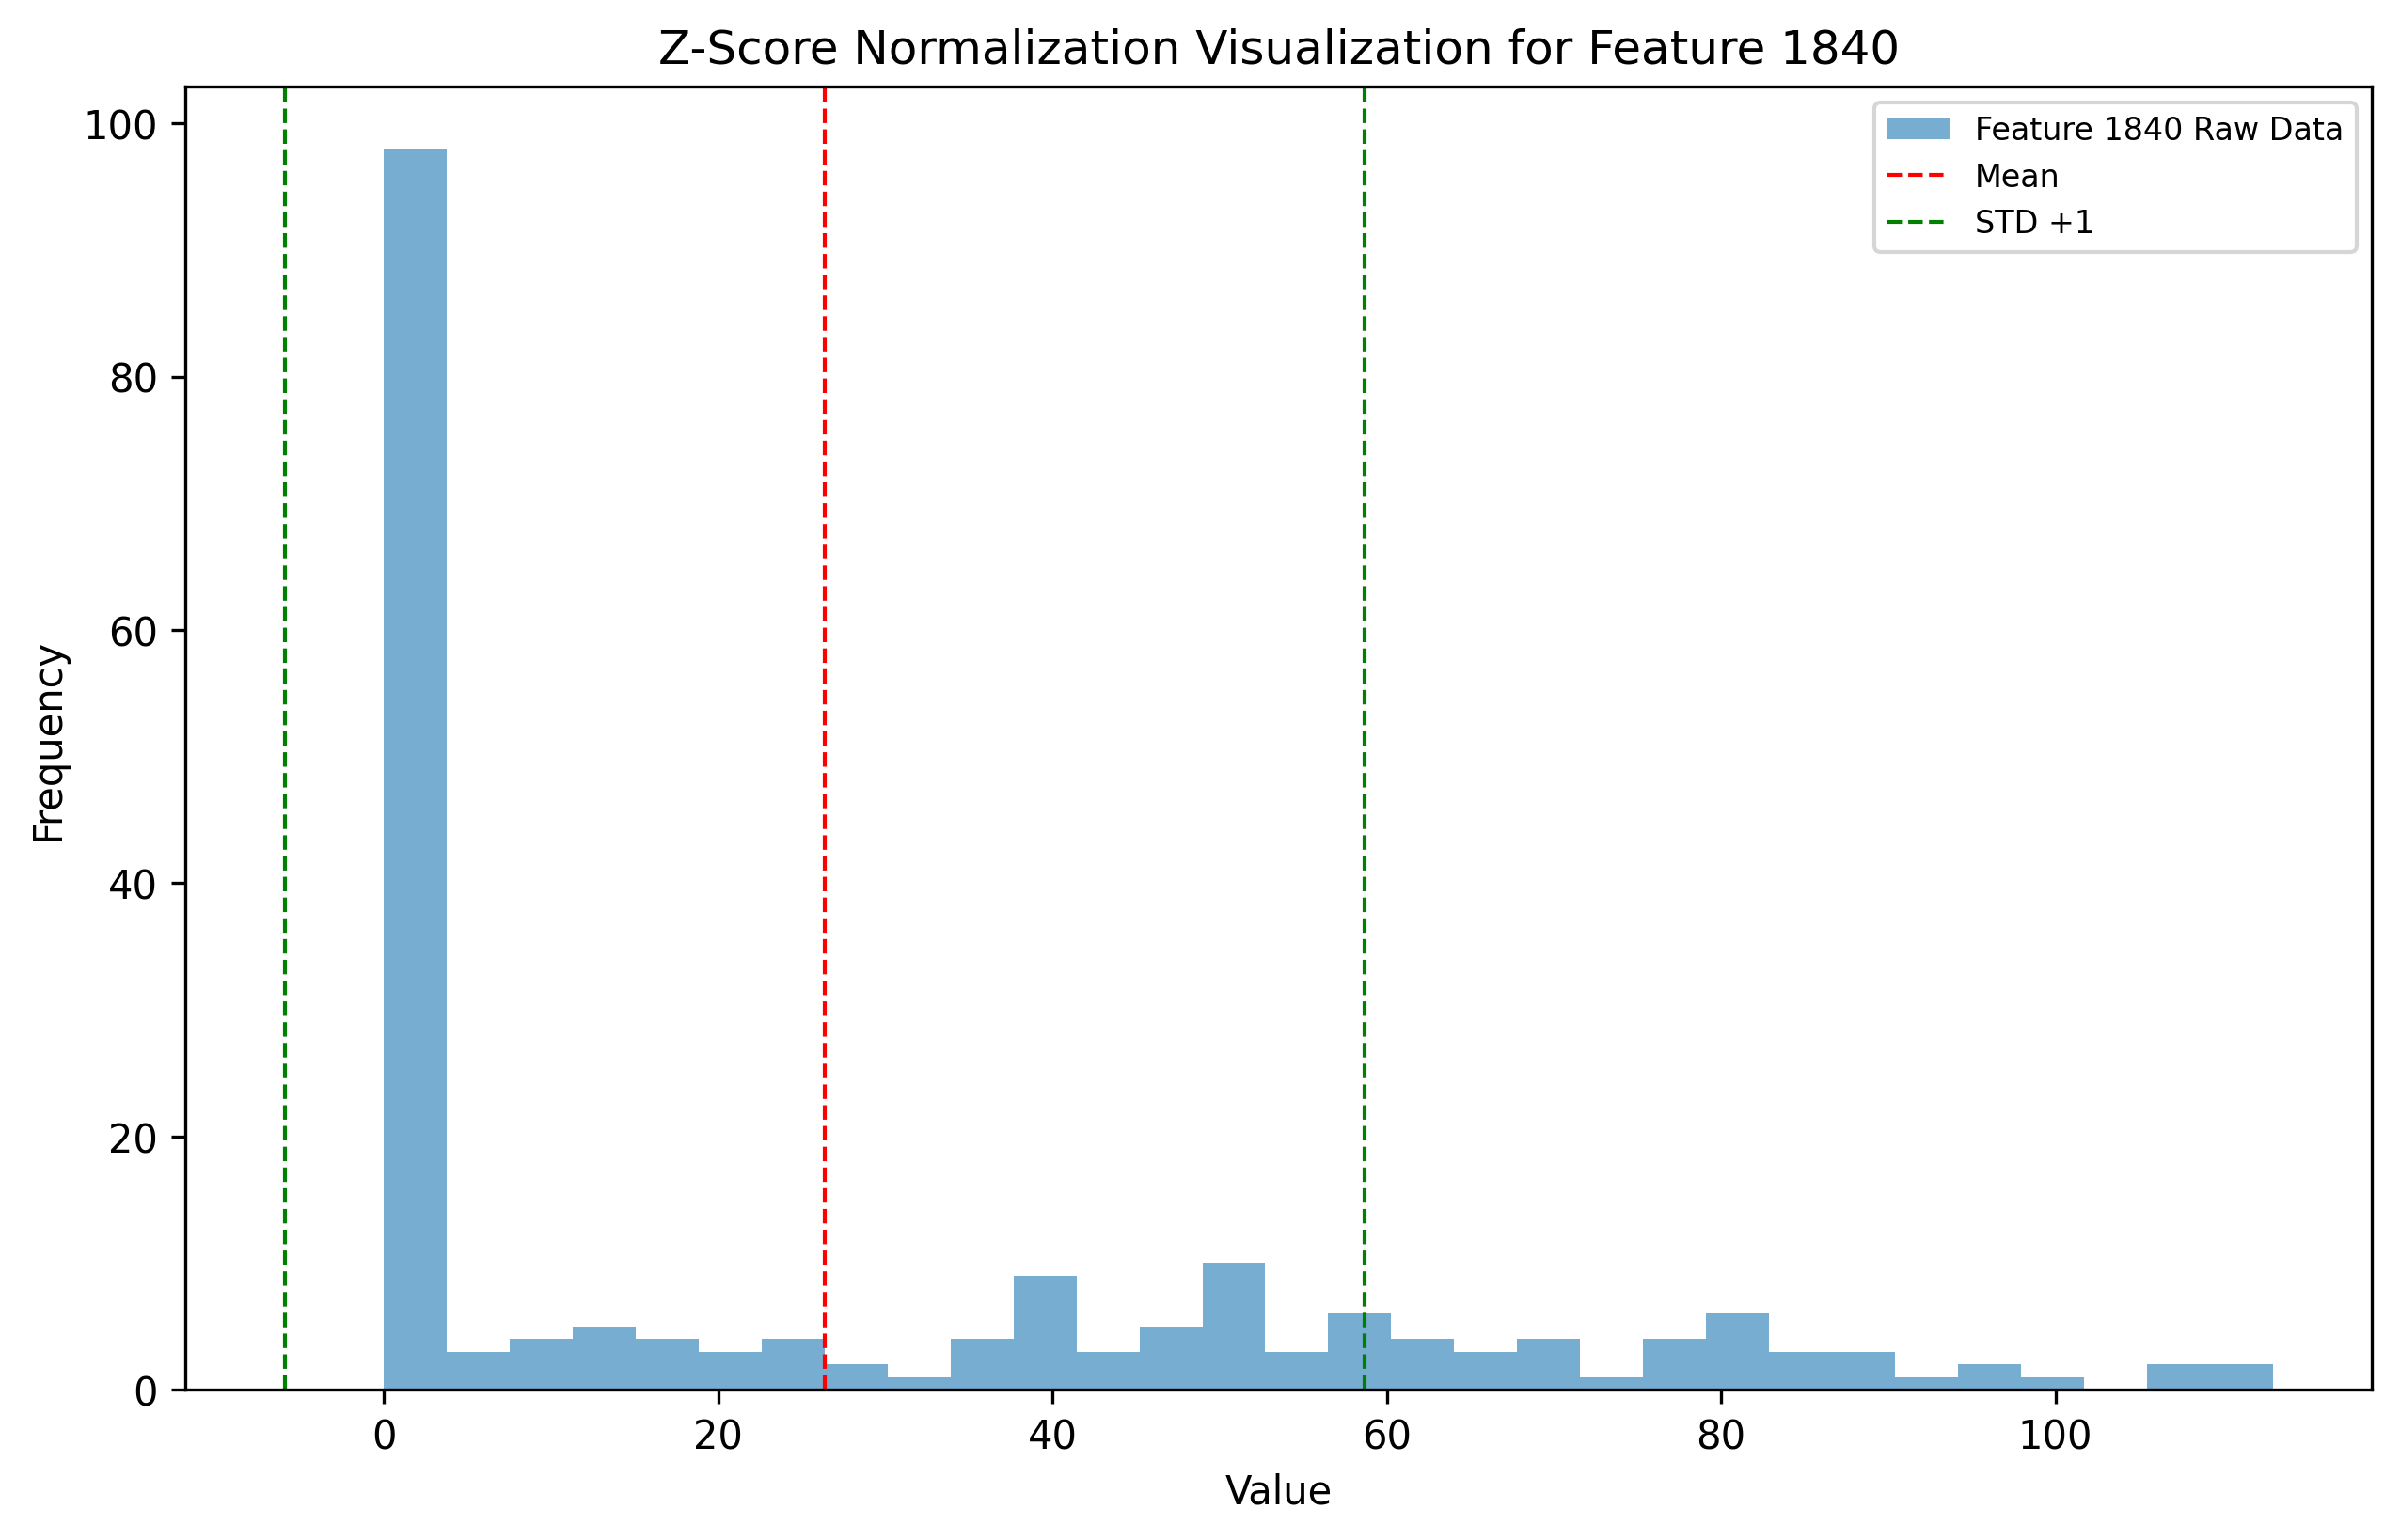 Z-Score Normalization Visualization for Feature 1840
Feature 1840 Raw Data
Mean
STD +1
100
80
60
40
20
0
Frequency
0 20 40 60 80 100
Value